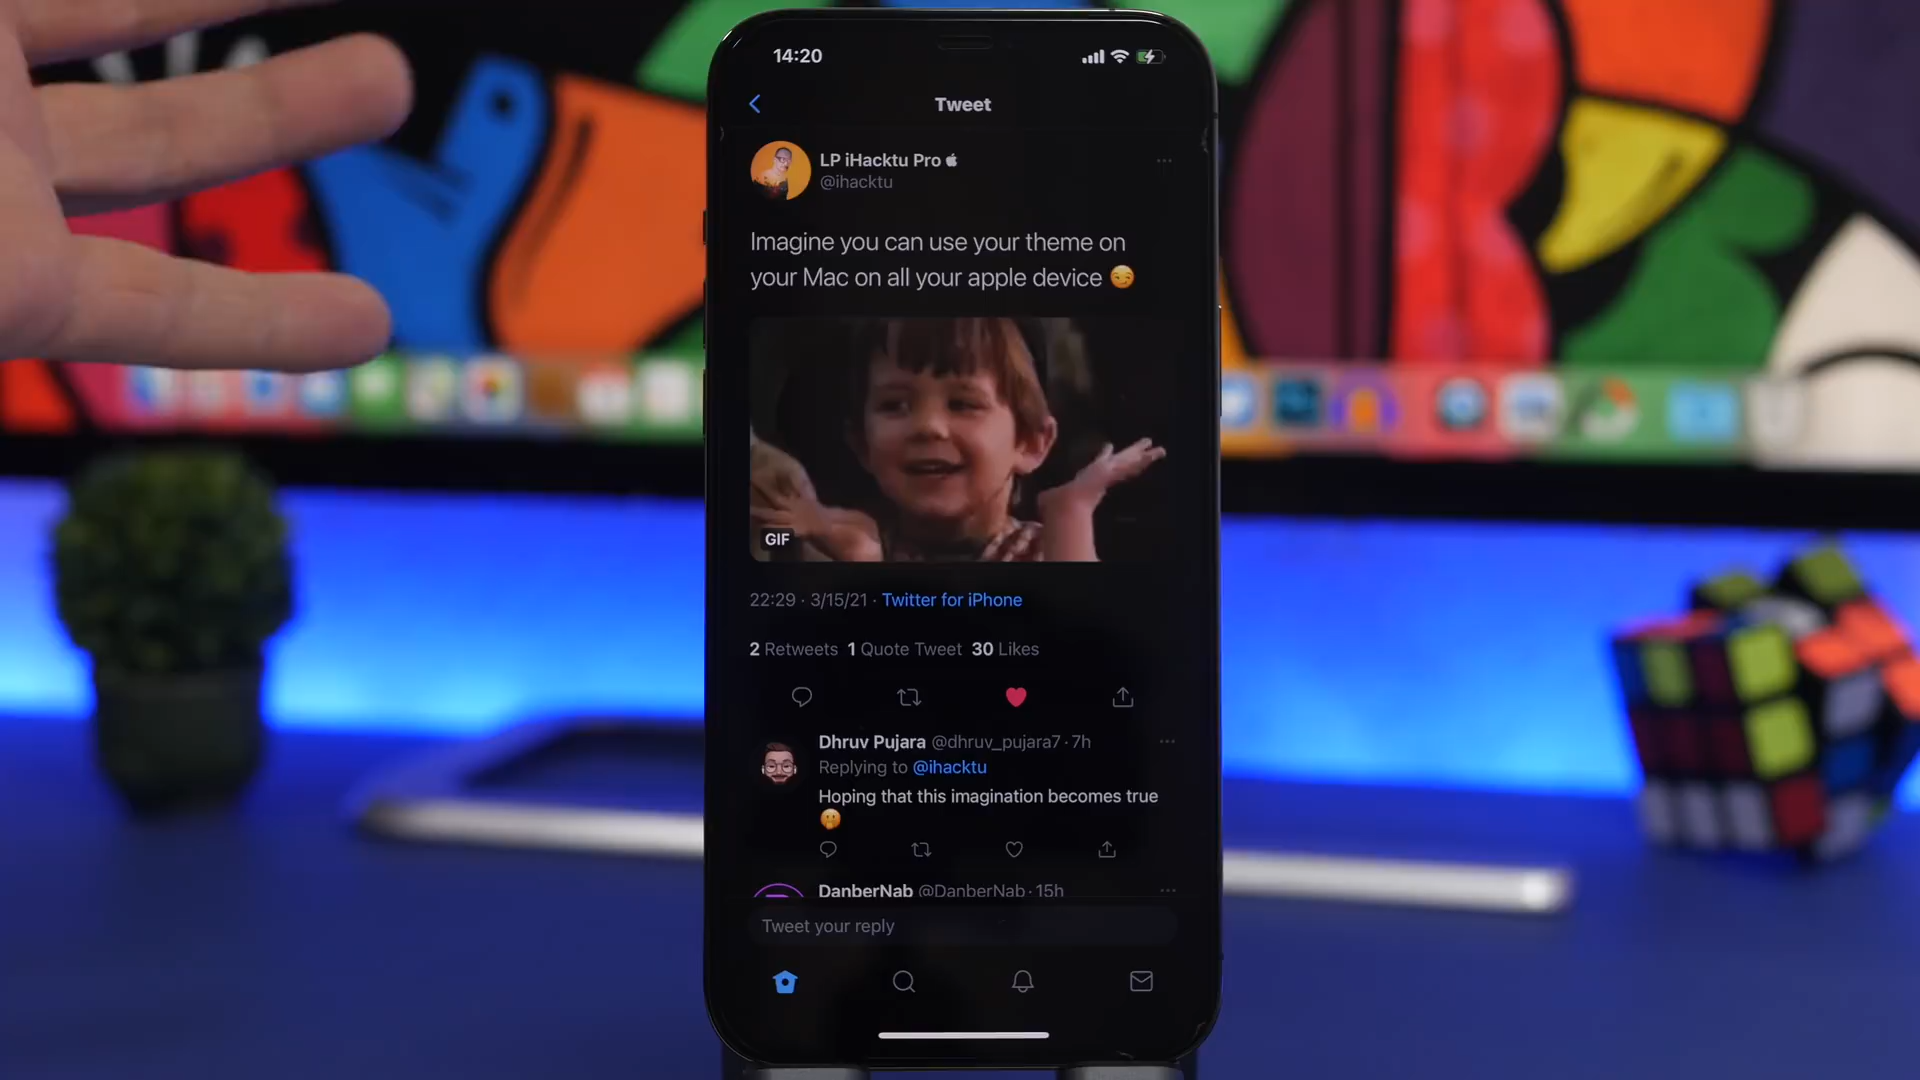 14:20
Tweet
LP iHacktu Pro
@ihacktu
Imagine you can use your theme on
your Mac on all your apple device 😏
GIF
22:29 · 3/15/21 · Twitter for iPhone
2 Retweets 1 Quote Tweet 30 Likes
Dhruv Pujara @dhruv_pujara7 · 7h
Replying to @ihacktu
Hoping that this imagination becomes true
🤫
DanberNab @DanberNab · 15h
Tweet your reply